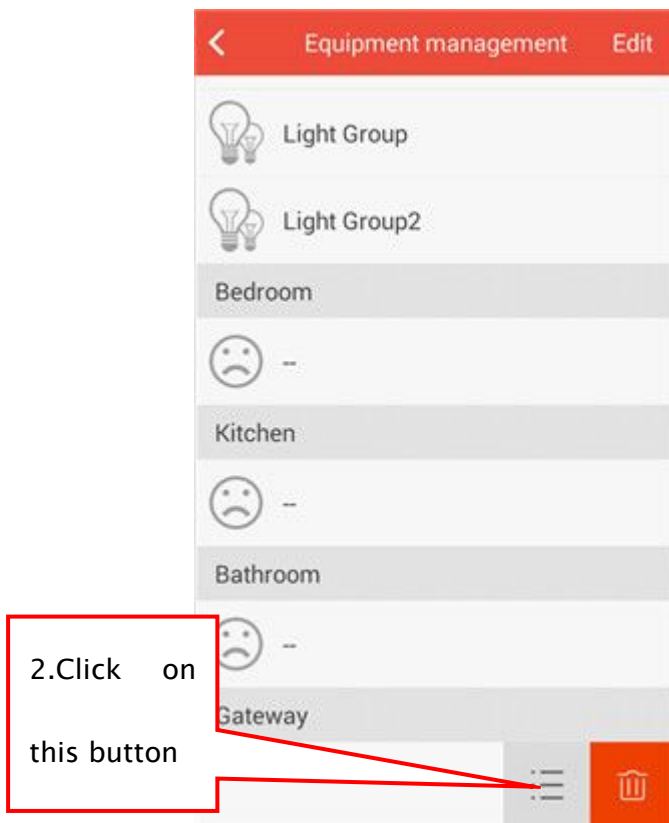 Equipment management Edit
Light Group
Light Group2
Bedroom
--
Kitchen
--
Bathroom
--
2.Click on
this button
Gateway